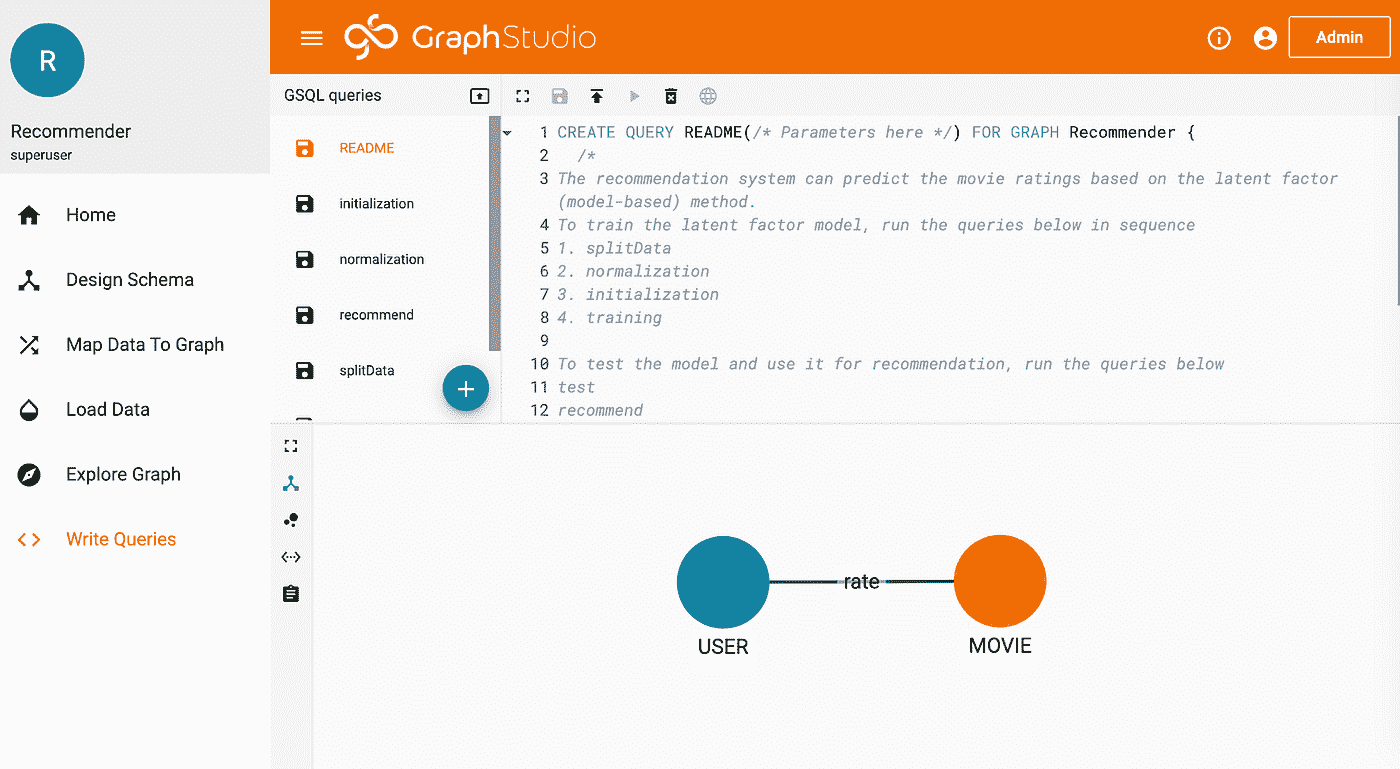 R
Recommender
superuser
Home
Design Schema
Map Data To Graph
Load Data
Explore Graph
Write Queries
GraphStudio
Admin
GSQL queries
README
initialization
normalization
recommend
splitData
1 CREATE QUERY README(/* Parameters here */) FOR GRAPH Recommender {
2 /*
3 The recommendation system can predict the movie ratings based on the latent factor
(model-based) method.
4 To train the latent factor model, run the queries below in sequence
5 1. splitData
6 2. normalization
7 3. initialization
8 4. training
9
10 To test the model and use it for recommendation, run the queries below
11 test
12 recommend
rate
USER
MOVIE